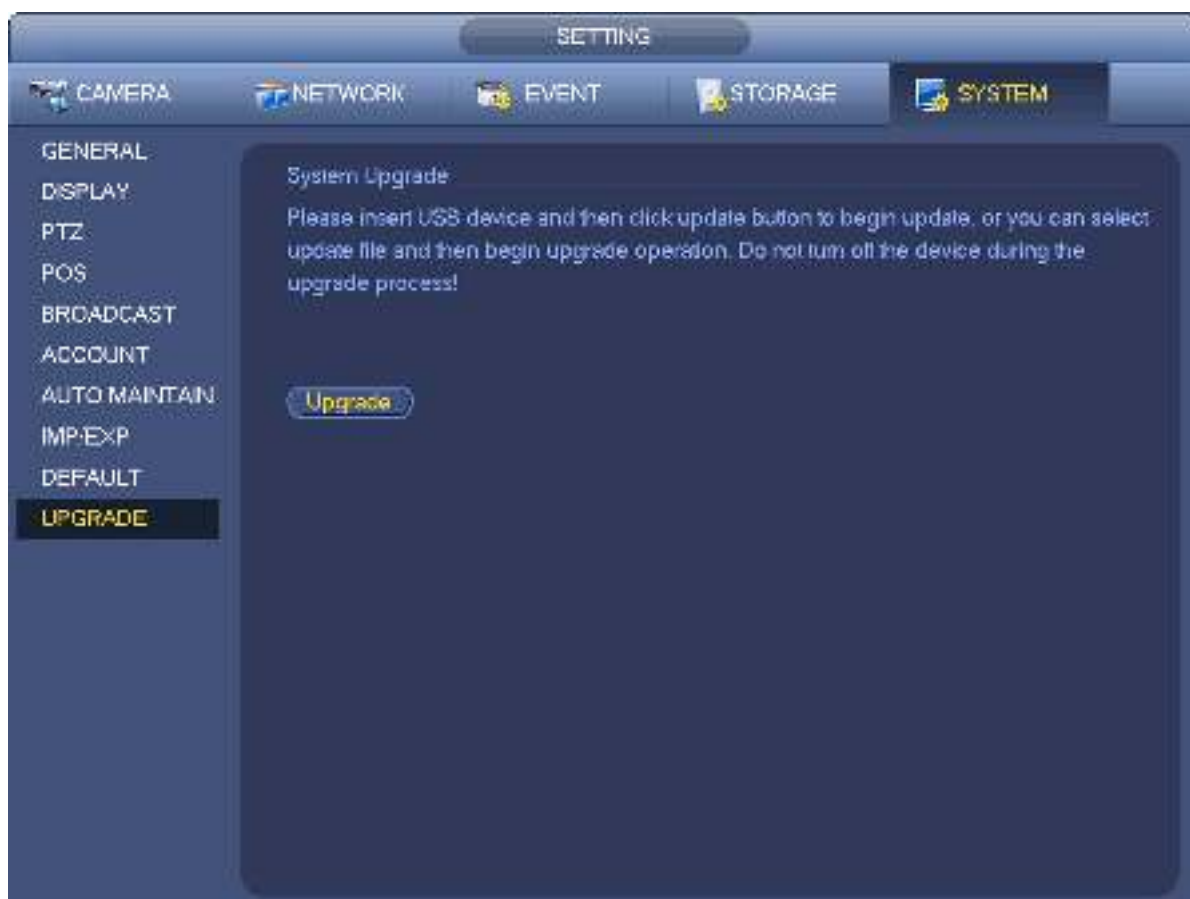 SETTING
CAMERA
NETWORK
EVENT
STORAGE
SYSTEM
GENERAL
DISPLAY
PTZ
POS
BROADCAST
ACCOUNT
AUTO MAINTAIN
IMP/EXP
DEFAULT
UPGRADE
System Upgrade
Please insert USB device and then click update button to begin update, or you can select
update file and then begin upgrade operation. Do not turn off the device during the
upgrade process!
Upgrade